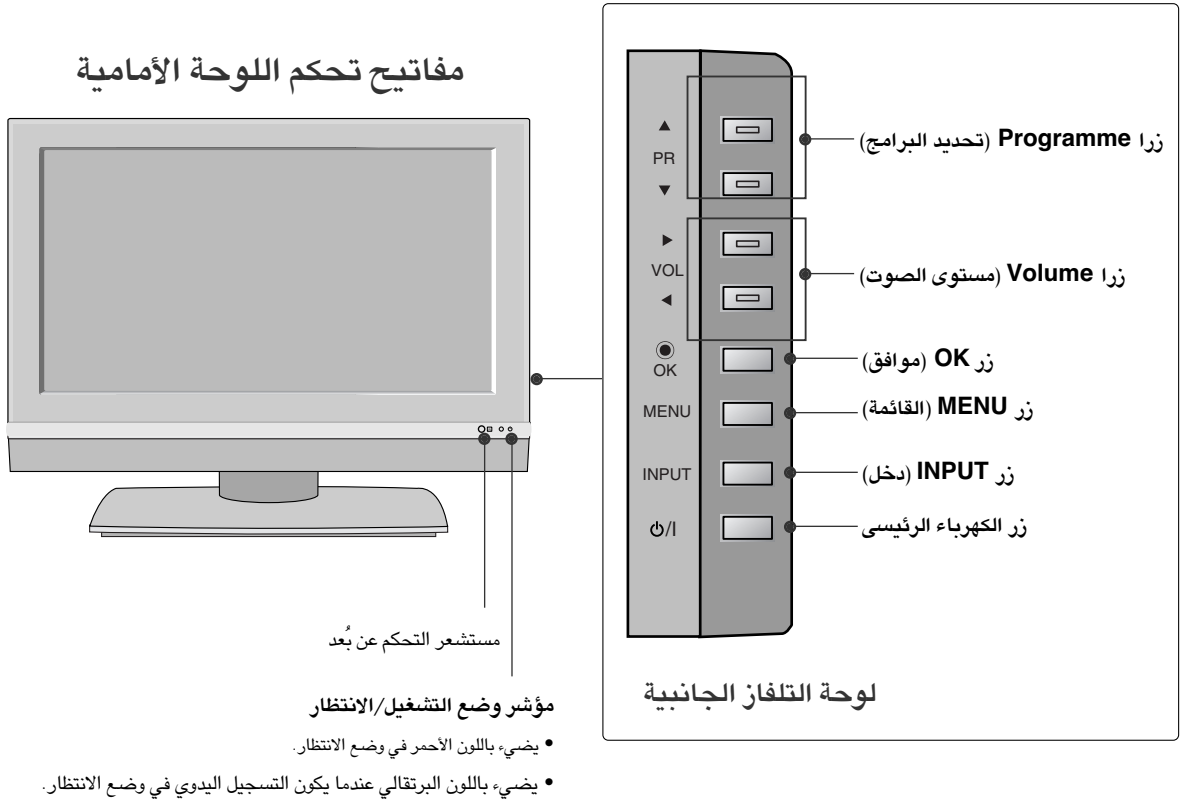 مفاتيح تحكم اللوحة الأمامية
▲
PR
▼
►
VOL
◄
OK
MENU
INPUT
⏻/I
زرا Programme (تحديد البرامج)
زرا Volume (مستوى الصوت)
زر OK (موافق)
زر MENU (القائمة)
زر INPUT (دخل)
زر الكهرباء الرئيسى
لوحة التلفاز الجانبية
مستشعر التحكم عن بُعد
مؤشر وضع التشغيل/الانتظار
• يضيء باللون الأحمر في وضع الانتظار.
• يضيء باللون البرتقالي عندما يكون التسجيل اليدوي في وضع الانتظار.